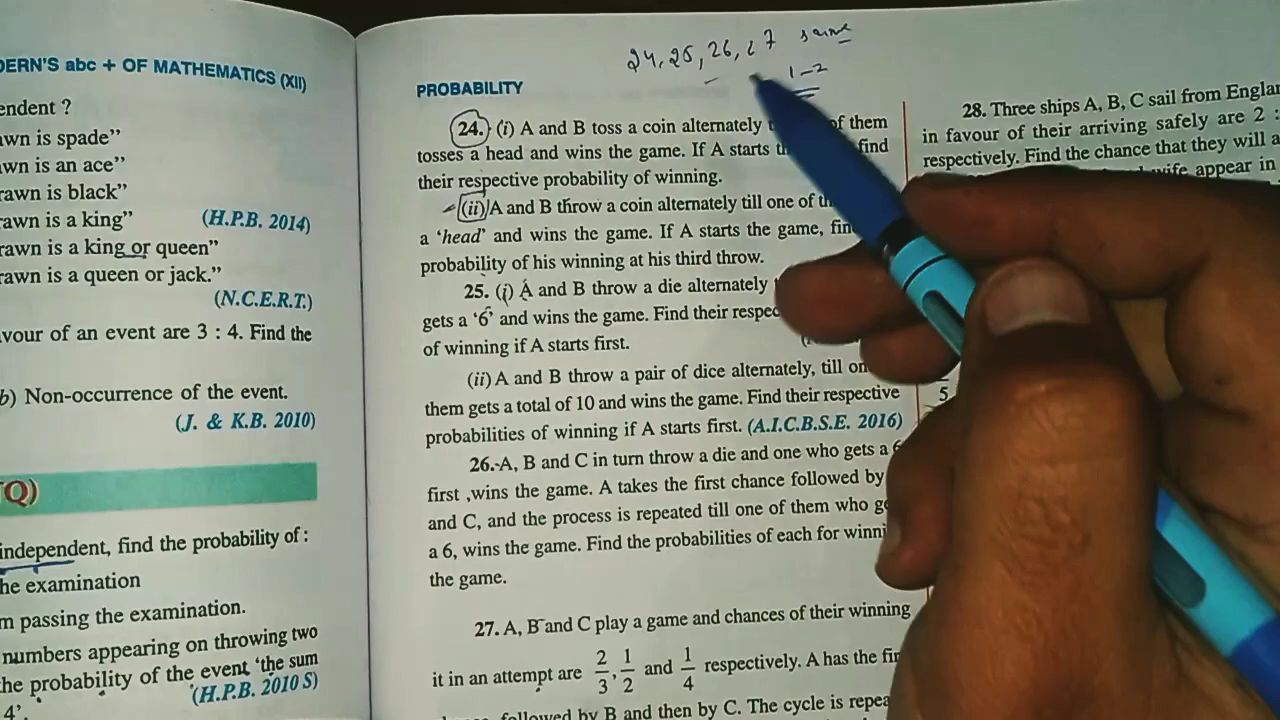 DERN'S abc + OF MATHEMATICS (XII)
endent ?
awn is spade”
wn is an ace”
rawn is black”
rawn is a king” (H.P.B. 2014)
rawn is a king or queen”
rawn is a queen or jack.”
(N.C.E.R.T.)
avour of an event are 3 : 4. Find the
b) Non-occurrence of the event.
(J. & K.B. 2010)
Q)
independent, find the probability of :
he examination
m passing the examination.
numbers appearing on throwing two
he probability of the event 'the sum
4'. (H.P.B. 2010 S)
24, 25, 26, 27 same
1-2
PROBABILITY
24. (i) A and B toss a coin alternately of them
tosses a head and wins the game. If A starts find
their respective probability of winning.
(ii) A and B throw a coin alternately till one of
a 'head' and wins the game. If A starts the game,
probability of his winning at his third throw.
25. (i) A and B throw a die alternately
gets a '6' and wins the game. Find their
of winning if A starts first.
(ii) A and B throw a pair of dice alternately, till
them gets a total of 10 and wins the game. Find their respective
probabilities of winning if A starts first. (A.I.C.B.S.E. 2016)
26. A, B and C in turn throw a die and one who gets a 6
first ,wins the game. A takes the first chance followed by
and C, and the process is repeated till one of them who
a 6, wins the game. Find the probabilities of each for
the game.
27. A, B and C play a game and chances of their winning
it in an attempt are 2/3, 1/2 and 1/4 respectively. A has the
followed by B and then by C. The cycle is
28. Three ships A, B, C sail from
in favour of their arriving safely are 2 :
respectively. Find the chance that they will
wife appear in
5